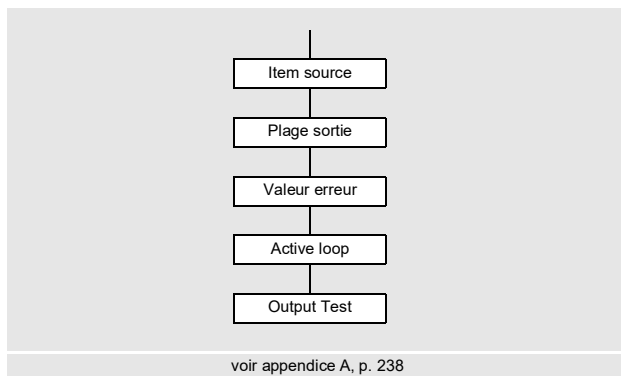 Item source
Plage sortie
Valeur erreur
Active loop
Output Test
voir appendice A, p. 238